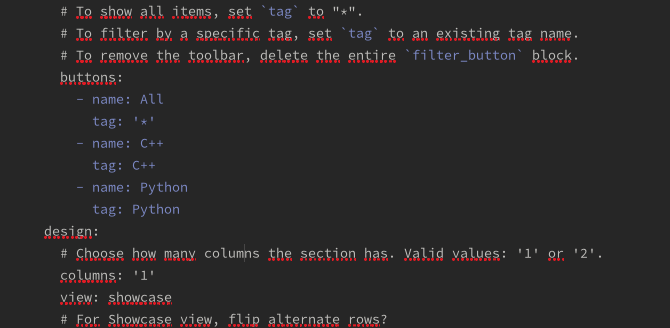 # To show all items, set `tag` to "*".
# To filter by a specific tag, set `tag` to an existing tag name.
# To remove the toolbar, delete the entire `filter_button` block.
buttons:
- name: All
tag: '*'
- name: C++
tag: C++
- name: Python
tag: Python
design:
# Choose how many columns the section has. Valid values: '1' or '2'.
columns: '1'
view: showcase
# For Showcase view, flip alternate rows?